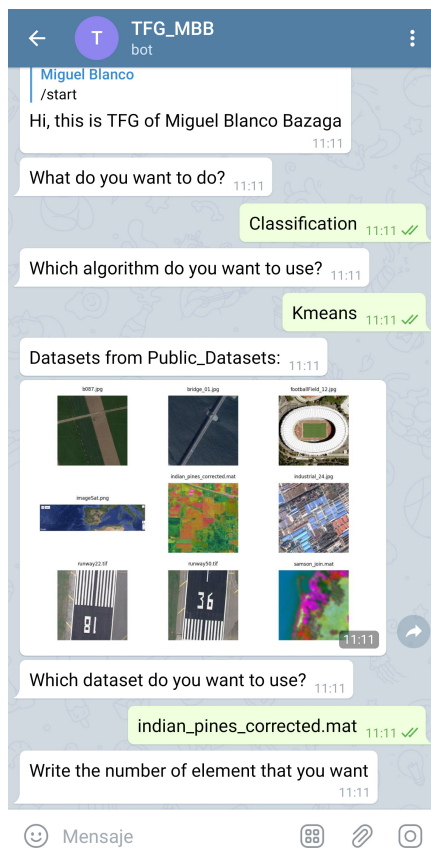 T
TFG_MBB
bot
Miguel Blanco
/start
Hi, this is TFG of Miguel Blanco Bazaga
11:11
What do you want to do? 11:11
Classification 11:11
Which algorithm do you want to use? 11:11
Kmeans 11:11
Datasets from Public_Datasets: 11:11
b087.jpg bridge_01.jpg footballField_12.jpg
imageSat.png indian_pines_corrected.mat industrial_24.jpg
runway22.tif runway50.tif samson_join.mat
18 36
11:11
Which dataset do you want to use? 11:11
indian_pines_corrected.mat 11:11
Write the number of element that you want
11:11
Mensaje